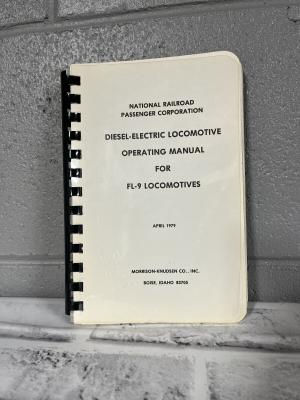 NATIONAL RAILROAD
PASSENGER CORPORATION
DIESEL-ELECTRIC LOCOMOTIVE
OPERATING MANUAL
FOR
FL-9 LOCOMOTIVES
APRIL 1979
MORRISON-KNUDSEN CO., INC.
BOISE, IDAHO 83705